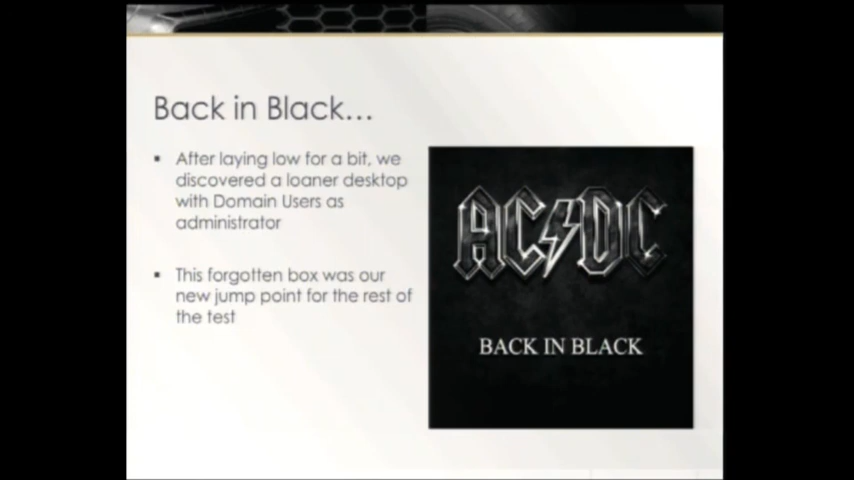 Back in Black...
▪ After laying low for a bit, we
discovered a loaner desktop
with Domain Users as
administrator
▪ This forgotten box was our
new jump point for the rest of
the test
AC/DC
BACK IN BLACK